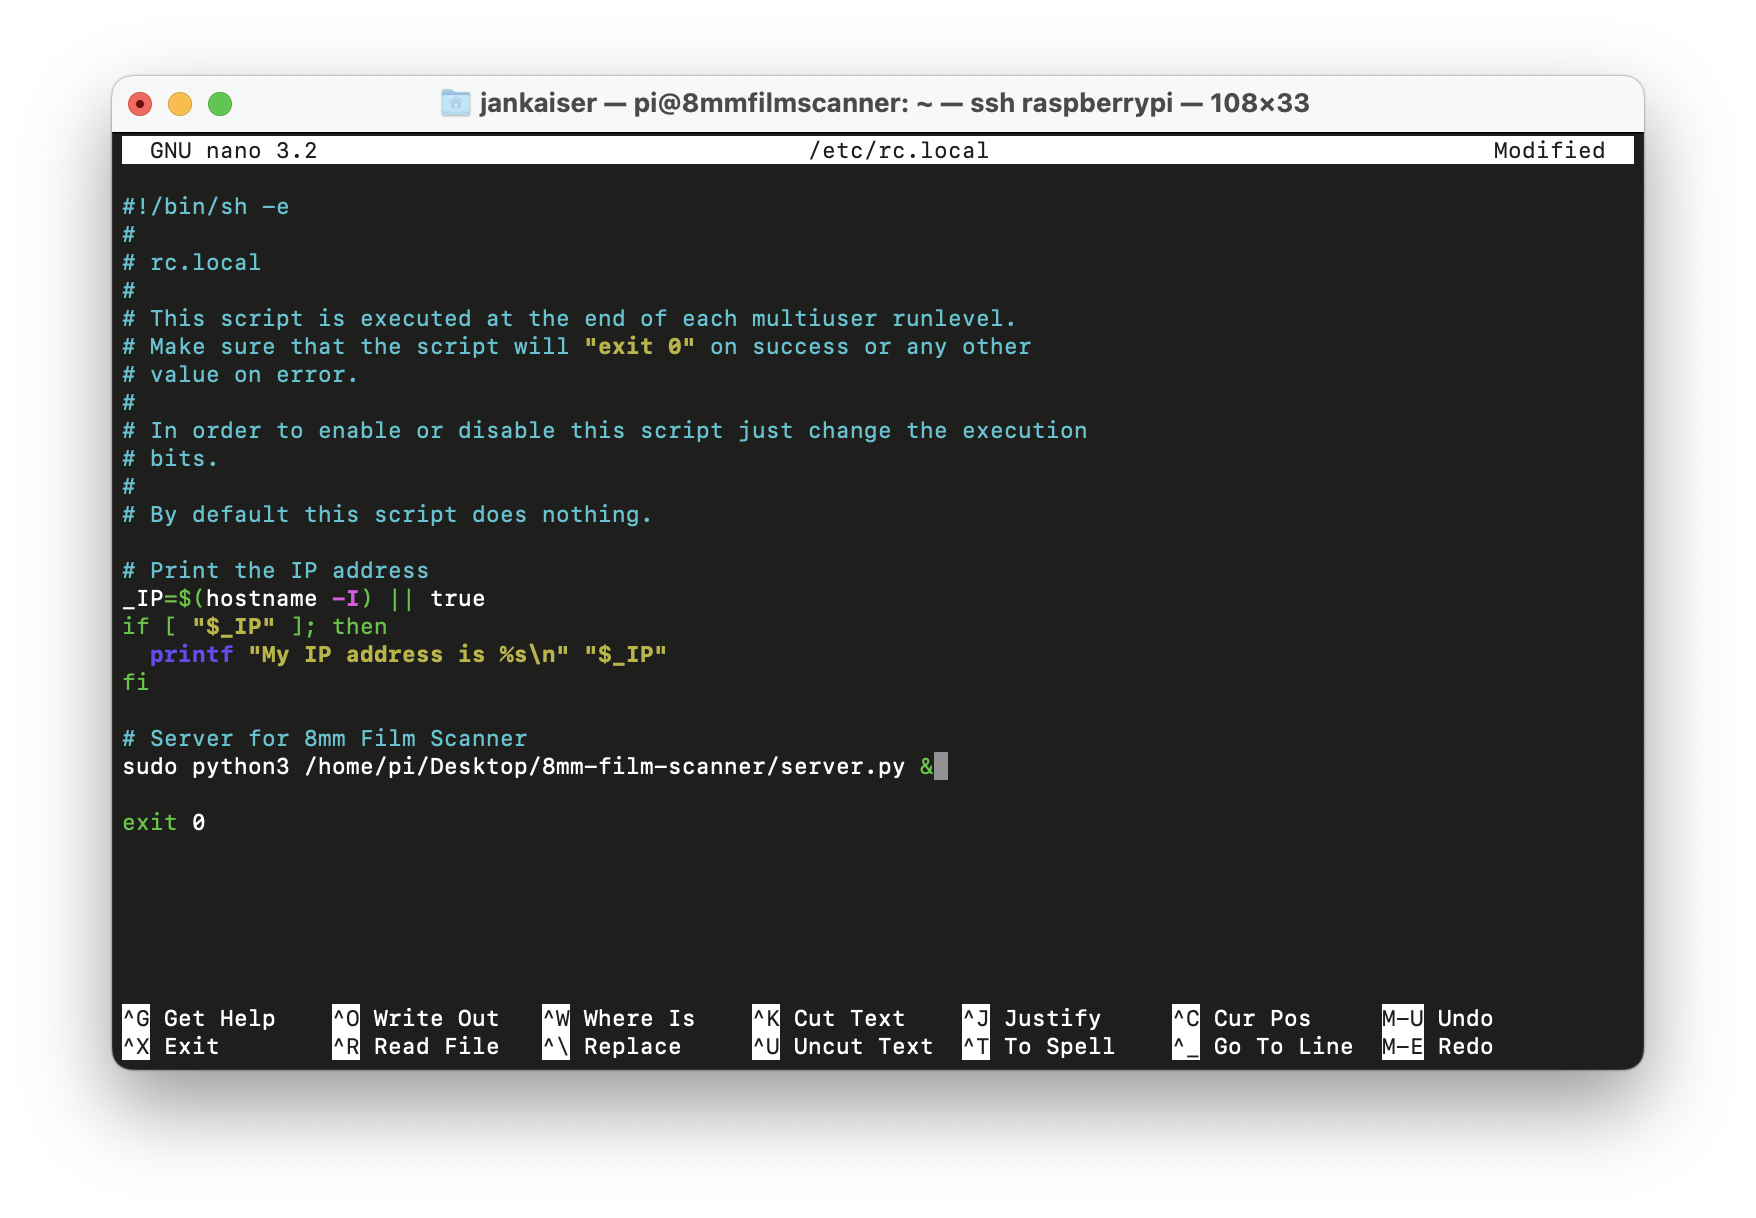 jankaiser — pi@8mmfilmscanner: ~ — ssh raspberrypi — 108×33
GNU nano 3.2 /etc/rc.local Modified
#!/bin/sh -e
#
# rc.local
#
# This script is executed at the end of each multiuser runlevel.
# Make sure that the script will "exit 0" on success or any other
# value on error.
#
# In order to enable or disable this script just change the execution
# bits.
#
# By default this script does nothing.
# Print the IP address
_IP=$(hostname -I) || true
if [ "$_IP" ]; then
  printf "My IP address is %s\n" "$_IP"
fi
# Server for 8mm Film Scanner
sudo python3 /home/pi/Desktop/8mm-film-scanner/server.py &
exit 0
^G Get Help ^O Write Out ^W Where Is ^K Cut Text ^J Justify ^C Cur Pos M-U Undo
^X Exit ^R Read File ^\ Replace ^U Uncut Text ^T To Spell ^_ Go To Line M-E Redo